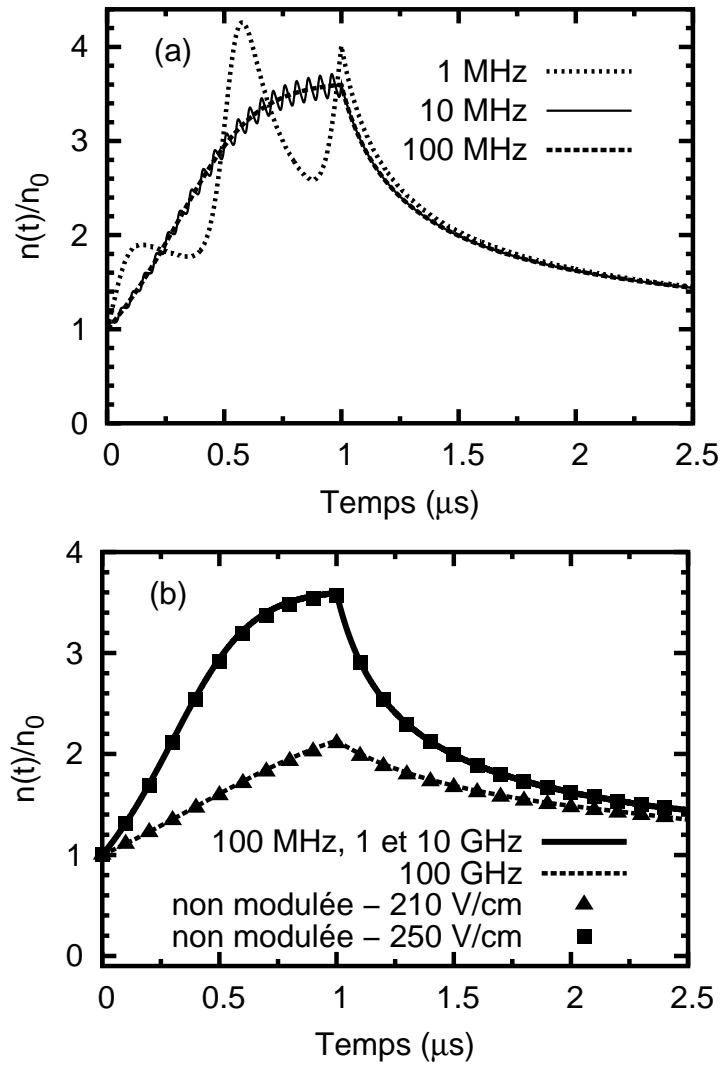 (a)
1 MHz
10 MHz
100 MHz
n(t)/n0
4
3
2
1
0
0
0.5
1
1.5
2
2.5
Temps (μs)
(b)
n(t)/n0
4
3
2
1
0
100 MHz, 1 et 10 GHz
100 GHz
non modulée – 210 V/cm
non modulée – 250 V/cm
0
0.5
1
1.5
2
2.5
Temps (μs)